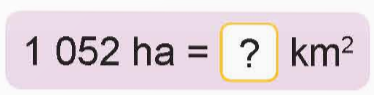 1 052 ha = ? km²